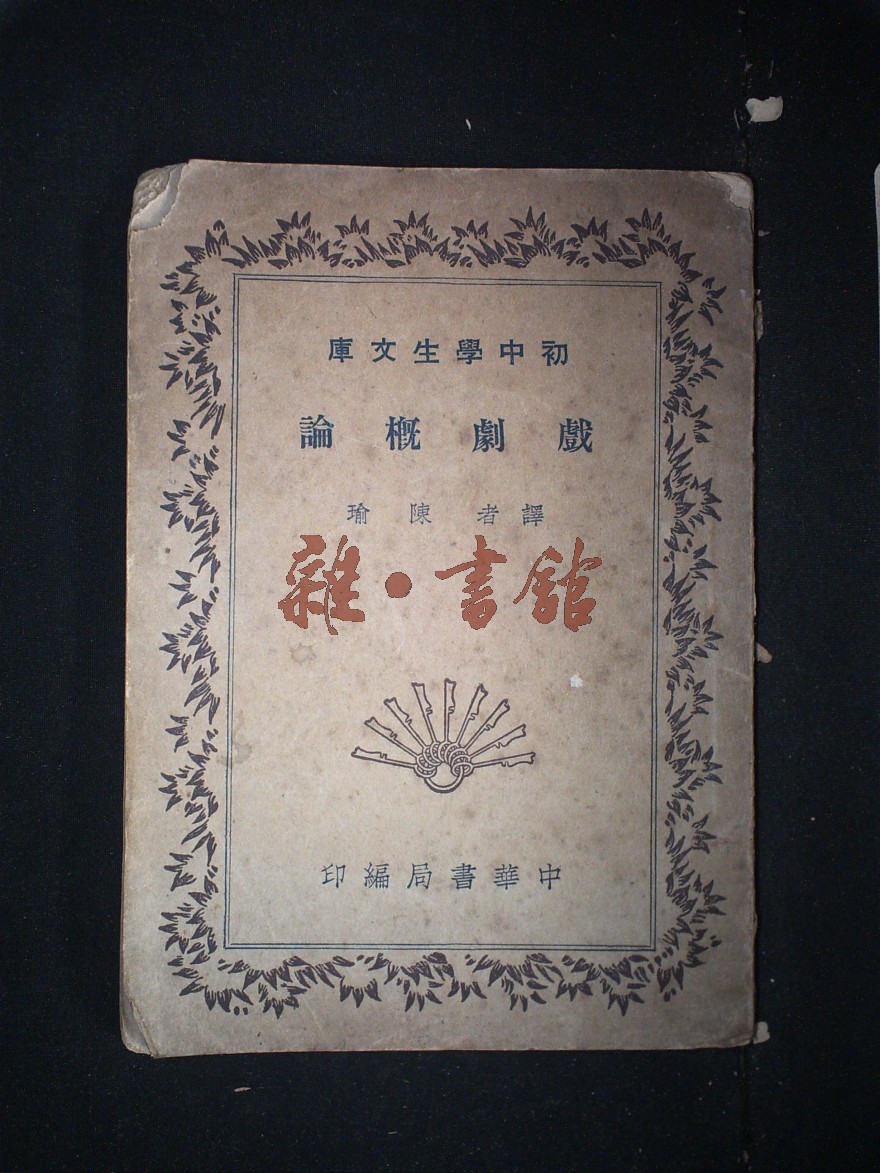 初中學生文庫
戲劇概論
譯者 陳瑜
雜·書館
中華書局編印